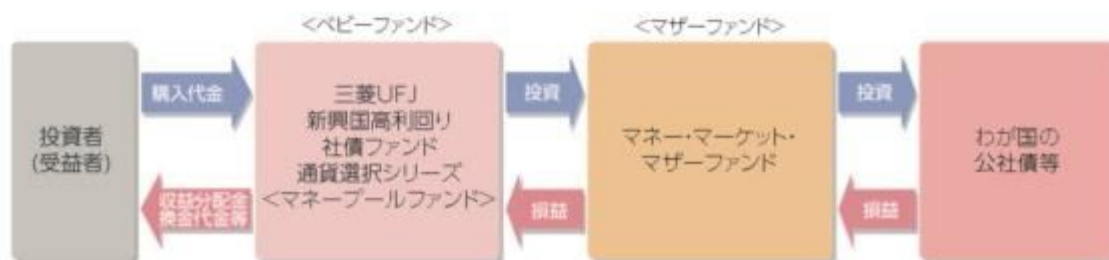 <ベビーファンド>
<マザーファンド>
投資者
(受益者)
購入代金
収益分配金
換金代金等
三菱UFJ
新興国高利回り
社債ファンド
通貨選択シリーズ
<マネープールファンド>
投資
損益
マネー・マーケット・
マザーファンド
投資
損益
わが国の
公社債等